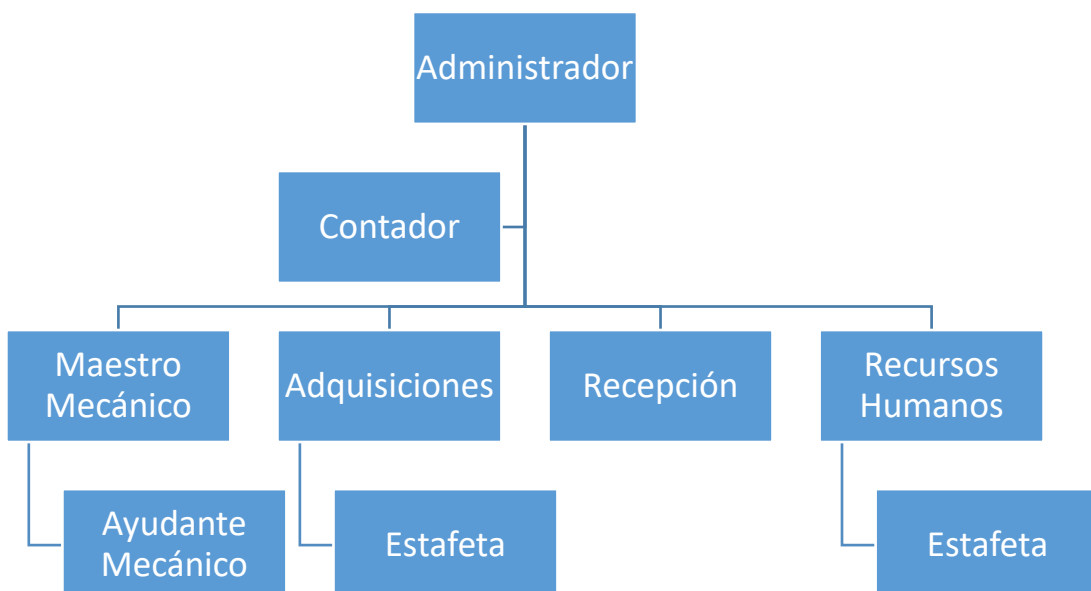 Administrador
Contador
Maestro
Mecánico
Adquisiciones
Recepción
Recursos
Humanos
Ayudante
Mecánico
Estafeta
Estafeta